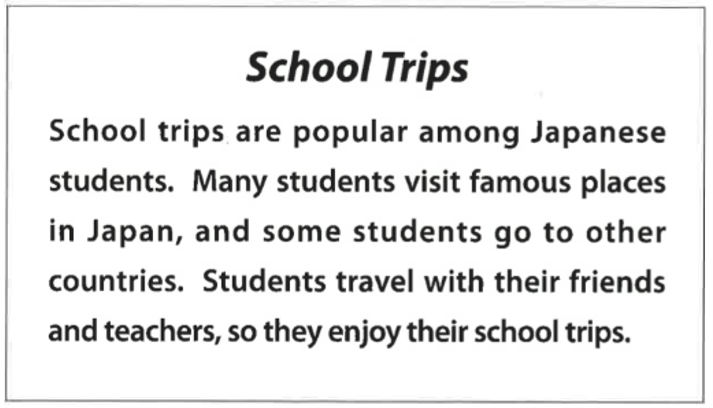 School Trips
School trips are popular among Japanese
students. Many students visit famous places
in Japan, and some students go to other
countries. Students travel with their friends
and teachers, so they enjoy their school trips.